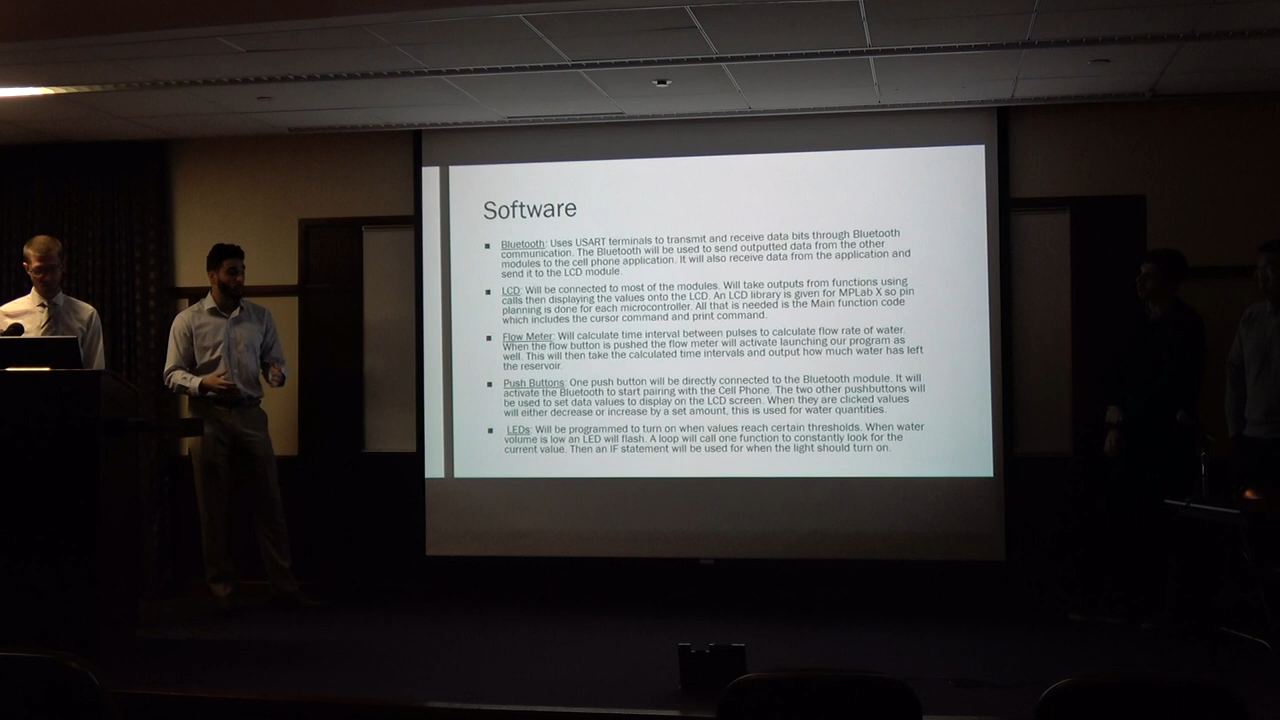 Software
Bluetooth: Uses USART terminals to transmit and receive data bits through Bluetooth
communication. The Bluetooth will be used to send outputted data from the other
modules to the cell phone application. It will also receive data from the application and
send it to the LCD module.
LCD: Will be connected to most of the modules. Will take outputs from functions using
calls then displaying the values onto the LCD. An LCD library is given for MPLab X so pin
planning is done for each microcontroller. All that is needed is the Main function code
which includes the cursor command and print command.
Flow Meter: Will calculate time interval between pulses to calculate flow rate of water.
When the flow button is pushed the flow meter will activate launching our program as
well. This will then take the calculated time intervals and output how much water has left
the reservoir.
Push Buttons: One push button will be directly connected to the Bluetooth module. It will
activate the Bluetooth to start pairing with the Cell Phone. The two other pushbuttons will
be used to set data values to display on the LCD screen. When they are clicked values
will either decrease or increase by a set amount, this is used for water quantities.
LEDs: Will be programmed to turn on when values reach certain thresholds. When water
volume is low an LED will flash. A loop will call one function to constantly look for the
current value. Then an IF statement will be used for when the light should turn on.